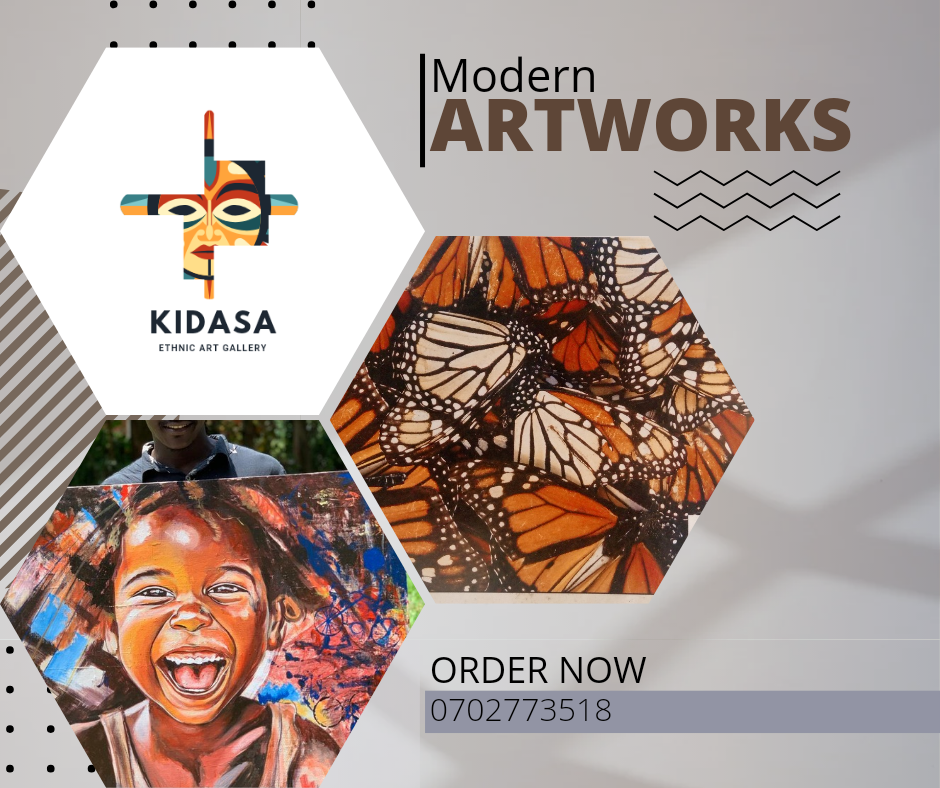 Modern
ARTWORKS
KIDASA
ETHNIC ART GALLERY
ORDER NOW
0702773518